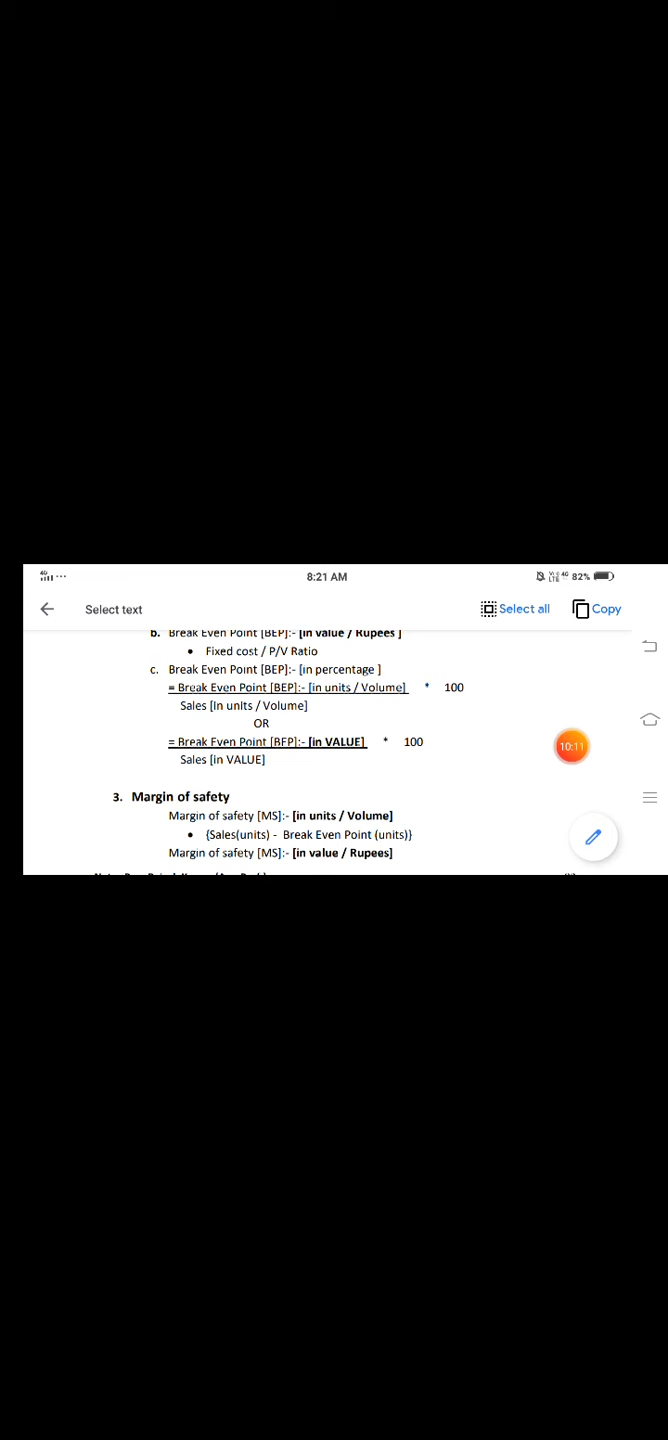 8:21 AM
82%
Select text
Select all
Copy
b. Break Even Point [BEP]:- [in value / Rupees ]
• Fixed cost / P/V Ratio
c. Break Even Point [BEP]:- [in percentage ]
= Break Even Point [BEP]:- [in units / Volume] * 100
Sales [In units / Volume]
OR
= Break Even Point [BEP]:- [in VALUE] * 100
Sales [in VALUE]
10:11
3. Margin of safety
Margin of safety [MS]:- [in units / Volume]
• {Sales(units) - Break Even Point (units)}
Margin of safety [MS]:- [in value / Rupees]